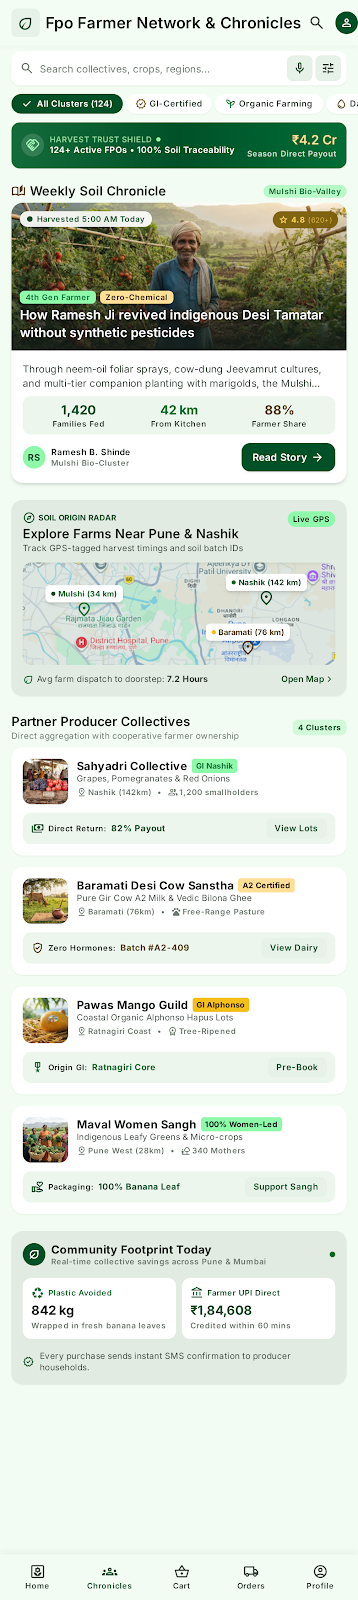 Fpo Farmer Network & Chronicles
Search collectives, crops, regions...
All Clusters (124)
GI-Certified
Organic Farming
HARVEST TRUST SHIELD
124+ Active FPOs • 100% Soil Traceability
₹4.2 Cr
Season Direct Payout
Weekly Soil Chronicle
Mulshi Bio-Valley
Harvested 5:00 AM Today
4.8 (620+)
4th Gen Farmer
Zero-Chemical
How Ramesh Ji revived indigenous Desi Tamatar
without synthetic pesticides
Through neem-oil foliar sprays, cow-dung Jeevamrut cultures,
and multi-tier companion planting with marigolds, the Mulshi...
1,420
Families Fed
42 km
From Kitchen
88%
Farmer Share
RS
Ramesh B. Shinde
Mulshi Bio-Cluster
Read Story
SOIL ORIGIN RADAR
Live GPS
Explore Farms Near Pune & Nashik
Track GPS-tagged harvest timings and soil batch IDs
Patil University
DIGHI
दिघी
Nashik (142 km)
Mulshi (34 km)
Rajmata Jijau Garden
DHANORI
LOHGAON
Baramati (76 km)
District Hospital, Pune
Avg farm dispatch to doorstep: 7.2 Hours
Open Map
Partner Producer Collectives
Direct aggregation with cooperative farmer ownership
4 Clusters
Sahyadri Collective
GI Nashik
Grapes, Pomegranates & Red Onions
Nashik (142km) • 1,200 smallholders
Direct Return: 82% Payout
View Lots
Baramati Desi Cow Sanstha
A2 Certified
Pure Gir Cow A2 Milk & Vedic Bilona Ghee
Baramati (76km) • Free-Range Pasture
Zero Hormones: Batch #A2-409
View Dairy
Pawas Mango Guild
GI Alphonso
Coastal Organic Alphonso Hapus Lots
Ratnagiri Coast • Tree-Ripened
Origin GI: Ratnagiri Core
Pre-Book
Maval Women Sangh
100% Women-Led
Indigenous Leafy Greens & Micro-crops
Pune West (28km) • 340 Mothers
Packaging: 100% Banana Leaf
Support Sangh
Community Footprint Today
Real-time collective savings across Pune & Mumbai
Plastic Avoided
842 kg
Wrapped in fresh banana leaves
Farmer UPI Direct
₹1,84,608
Credited within 60 mins
Every purchase sends instant SMS confirmation to producer
households.
Home
Chronicles
Cart
Orders
Profile